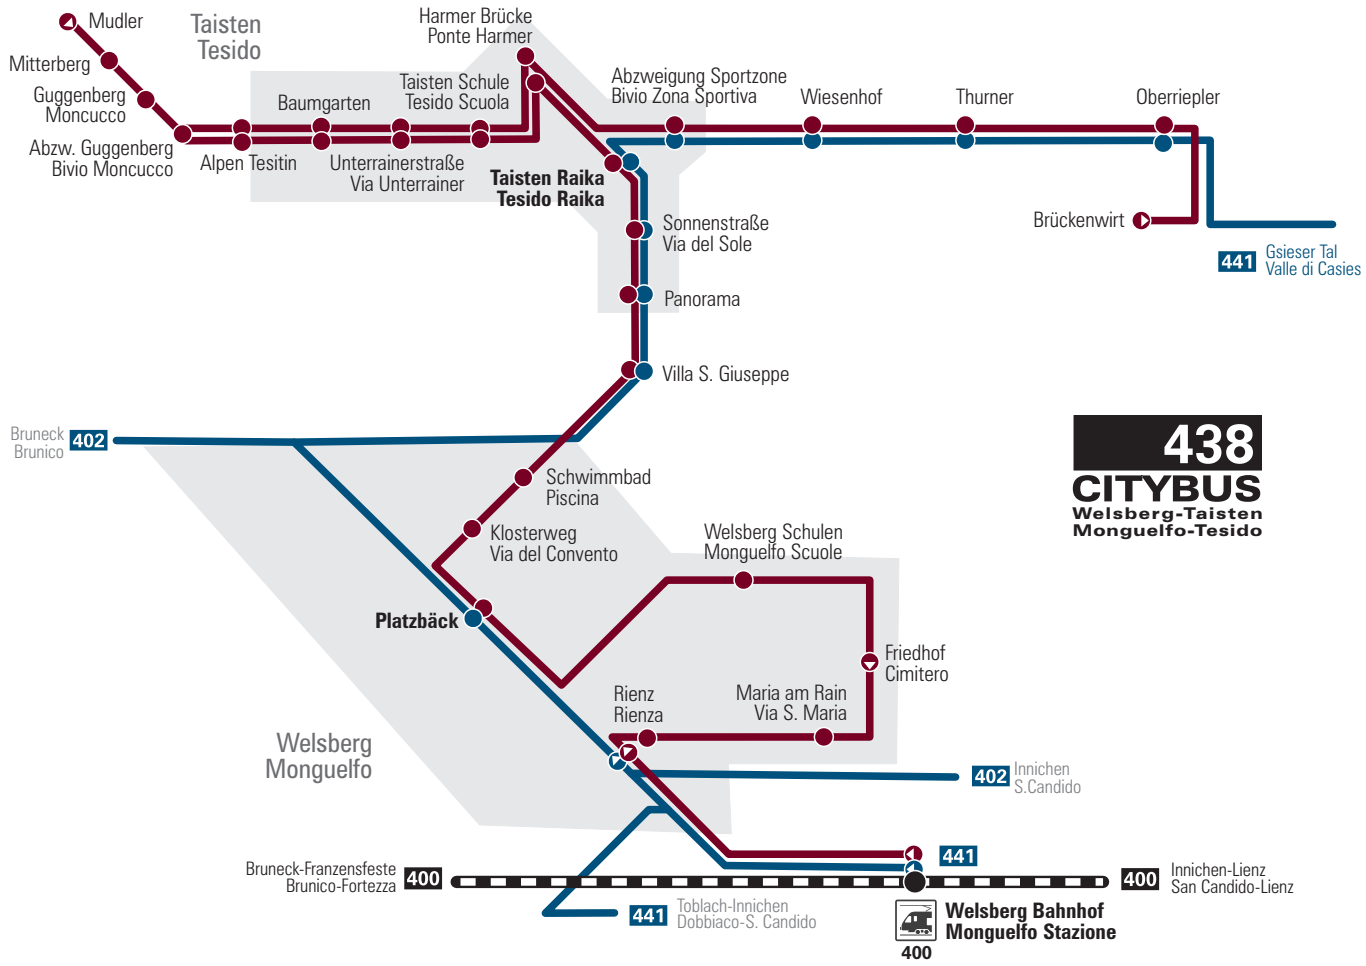 Mudler
Taisten
Tesido
Harmer Brücke
Ponte Harmer
Mitterberg
Guggenberg
Moncucco
Baumgarten
Taisten Schule
Tesido Scuola
Abzweigung Sportzone
Bivio Zona Sportiva
Wiesenhof
Thurner
Oberriepler
Abzw. Guggenberg
Bivio Moncucco
Alpen Tesitin
Unterrainerstraße
Via Unterrainer
Taisten Raika
Tesido Raika
Sonnenstraße
Via del Sole
Brückenwirt
441
Gsieser Tal
Valle di Casies
Panorama
Villa S. Giuseppe
Bruneck
Brunico
402
438
CITYBUS
Welsberg-Taisten
Monguelfo-Tesido
Schwimmbad
Piscina
Klosterweg
Via del Convento
Welsberg Schulen
Monguelfo Scuole
Platzbäck
Friedhof
Cimitero
Rienz
Rienza
Maria am Rain
Via S. Maria
Welsberg
Monguelfo
402
Innichen
S.Candido
441
Bruneck-Franzensfeste
Brunico-Fortezza
400
400
Innichen-Lienz
San Candido-Lienz
441
Toblach-Innichen
Dobbiaco-S. Candido
Welsberg Bahnhof
Monguelfo Stazione
400